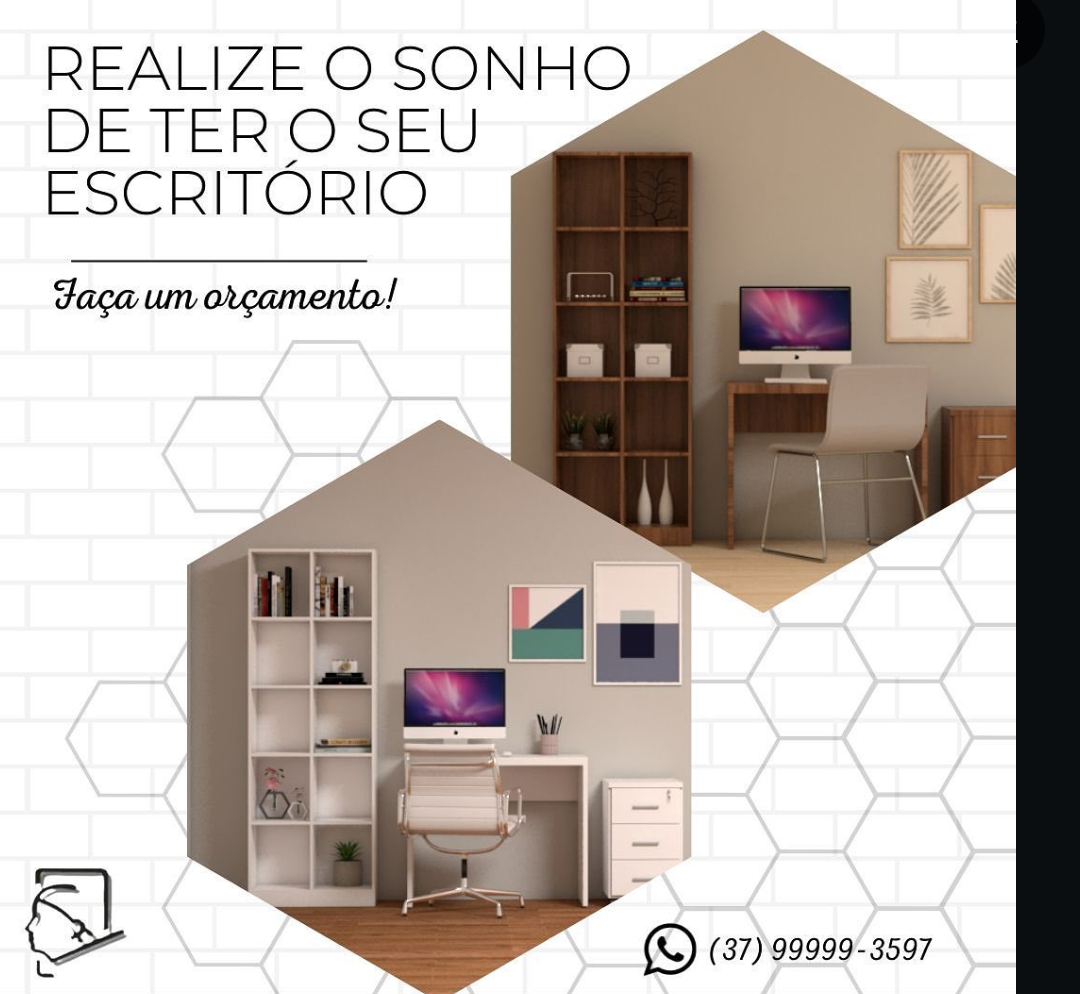 REALIZE O SONHO
DE TER O SEU
ESCRITÓRIO
Faça um orçamento!
(37) 99999-3597